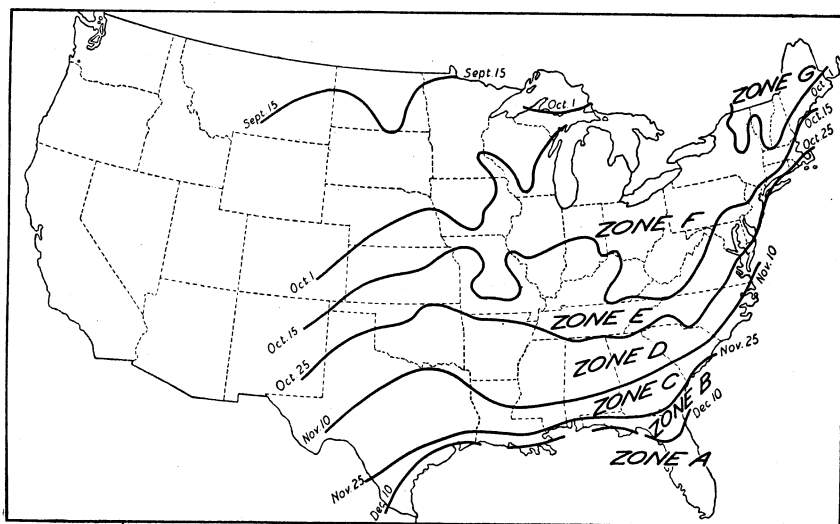 Sept. 15
Sept. 15
Oct. 1
ZONE G
Oct
Oct. 15
Oct. 25
ZONE F
Oct. 1
Nov. 10
Oct. 15
ZONE E
Oct 25
ZONE D
Nov. 25
ZONE C
ZONE B
Dec 10
Nov. 10
ZONE A
Nov. 25
Dec 10